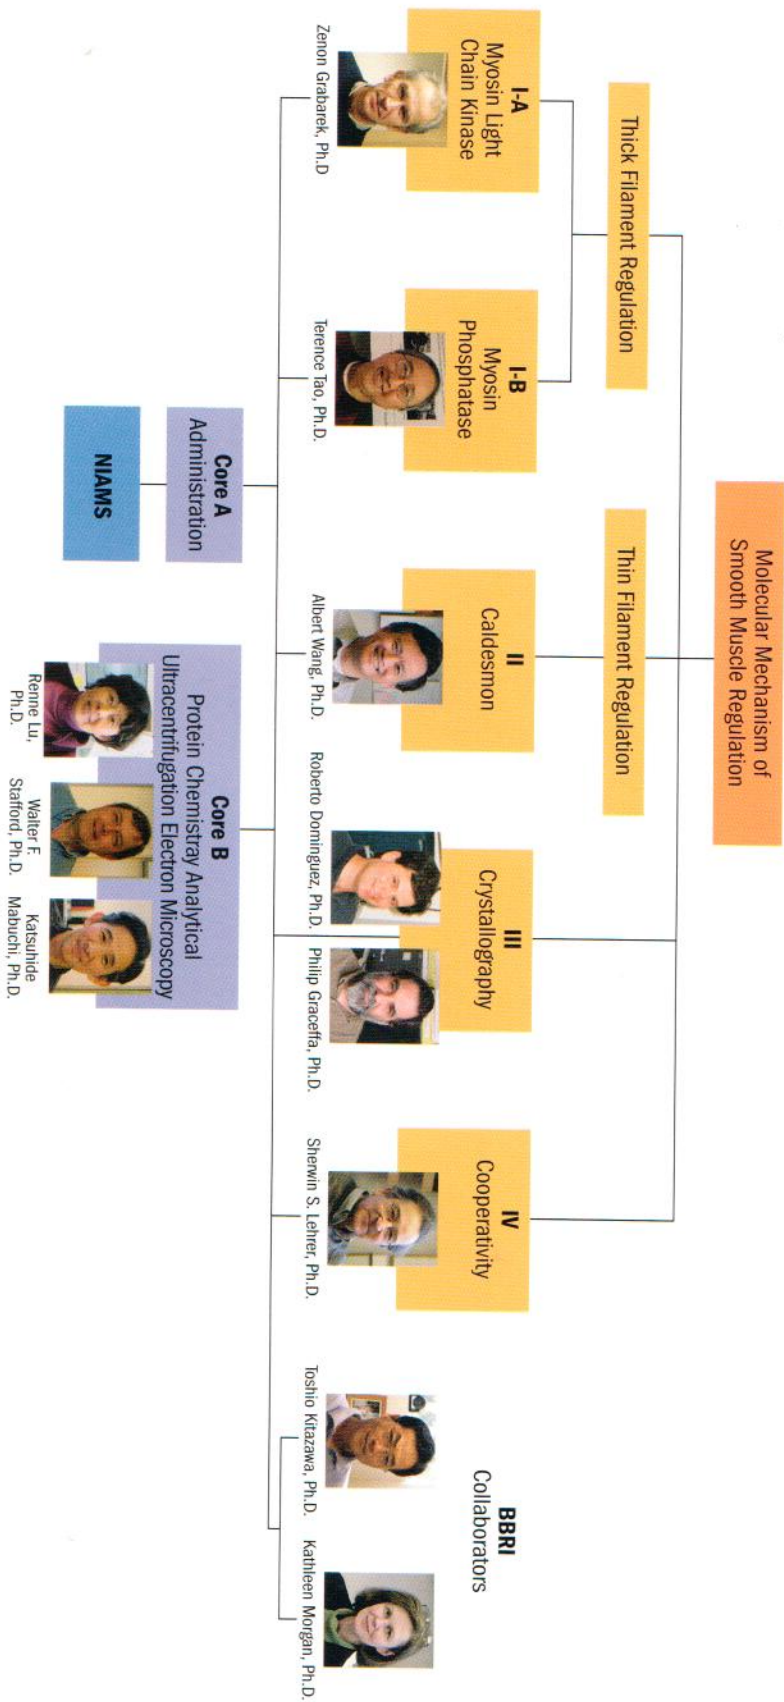 Molecular Mechanism of
Smooth Muscle Regulation
Thick Filament Regulation
Thin Filament Regulation
I-A
Myosin Light
Chain Kinase
Zenon Grabarek, Ph.D
I-B
Myosin
Phosphatase
Terence Tao, Ph.D.
II
Caldesmon
Albert Wang, Ph.D.
III
Crystallography
Roberto Dominguez, Ph.D.
Philip Graceffa, Ph.D.
IV
Cooperativity
Sherwin S. Lehrer, Ph.D.
BBRI
Collaborators
Toshio Kitazawa, Ph.D.
Kathleen Morgan, Ph.D.
Core A
Administration
NIAMS
Core B
Protein Chemistray Analytical
Ultracentrifugation Electron Microscopy
Renne Lu,
Ph.D.
Walter F.
Stafford, Ph.D.
Katsuhide
Mabuchi, Ph.D.